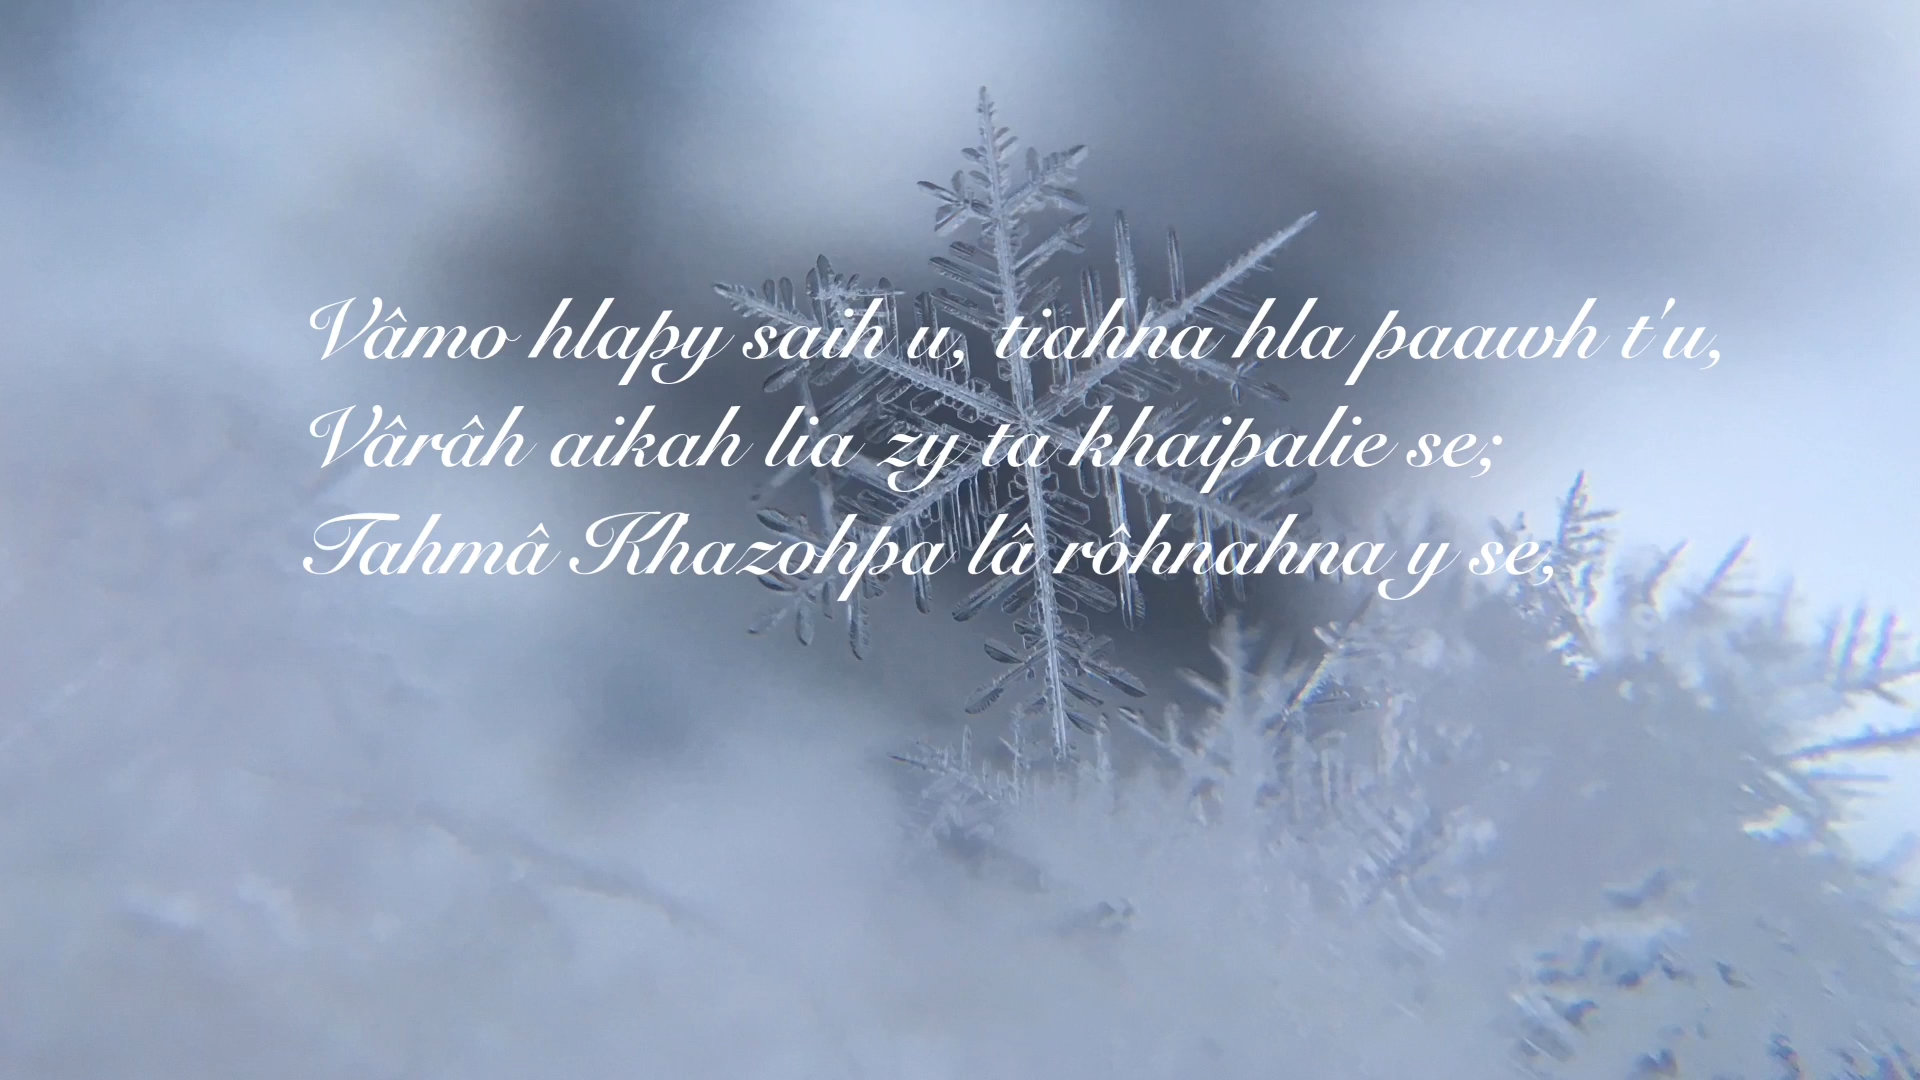 Vâmo hlapy saih u, tiahna hla paawh t'u,
Vârâh aikah lia zy ta khaipalie se;
Tahmâ Khazohpa lâ rôhnahna y se,